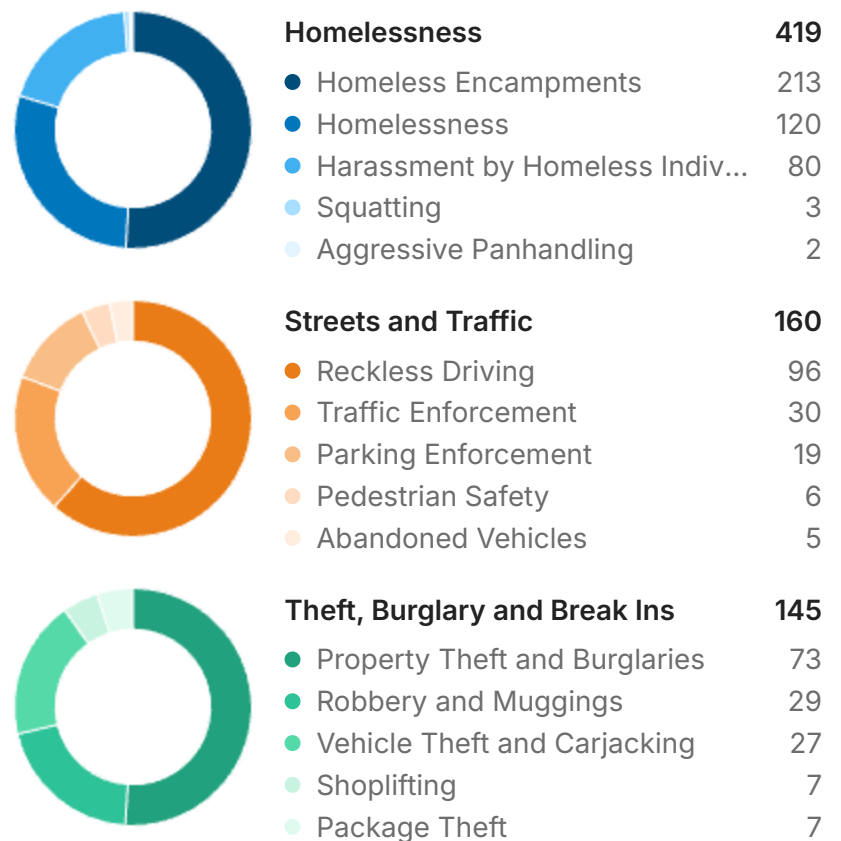 Homelessness 419
Homeless Encampments 213
Homelessness 120
Harassment by Homeless Indiv... 80
Squatting 3
Aggressive Panhandling 2
Streets and Traffic 160
Reckless Driving 96
Traffic Enforcement 30
Parking Enforcement 19
Pedestrian Safety 6
Abandoned Vehicles 5
Theft, Burglary and Break Ins 145
Property Theft and Burglaries 73
Robbery and Muggings 29
Vehicle Theft and Carjacking 27
Shoplifting 7
Package Theft 7